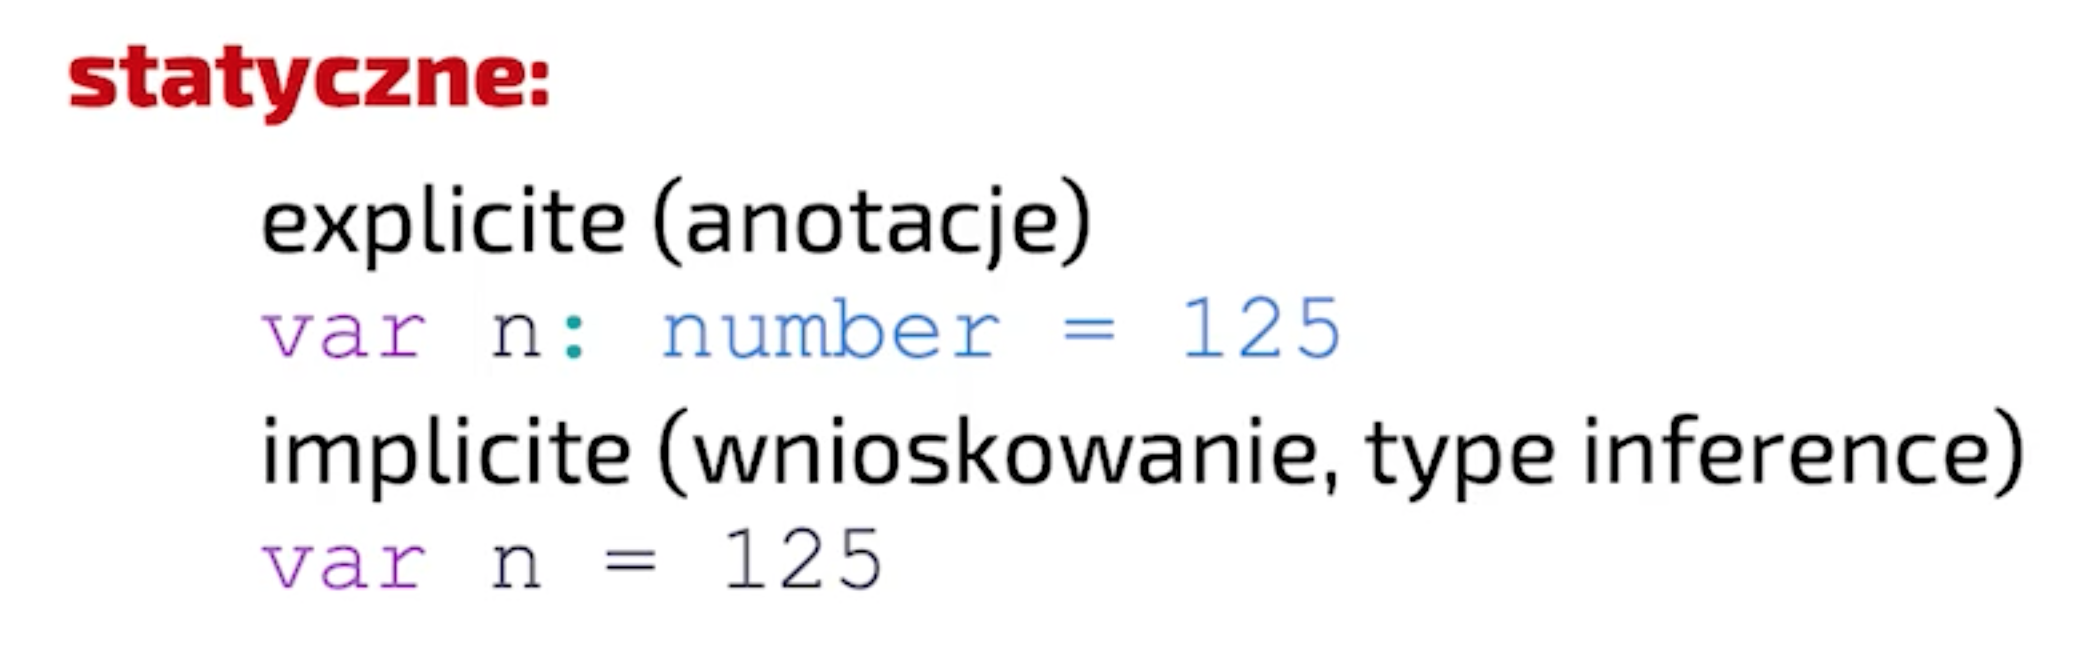 statyczne:
explicite (anotacje)
var n: number = 125
implicite (wnioskowanie, type inference)
var n = 125